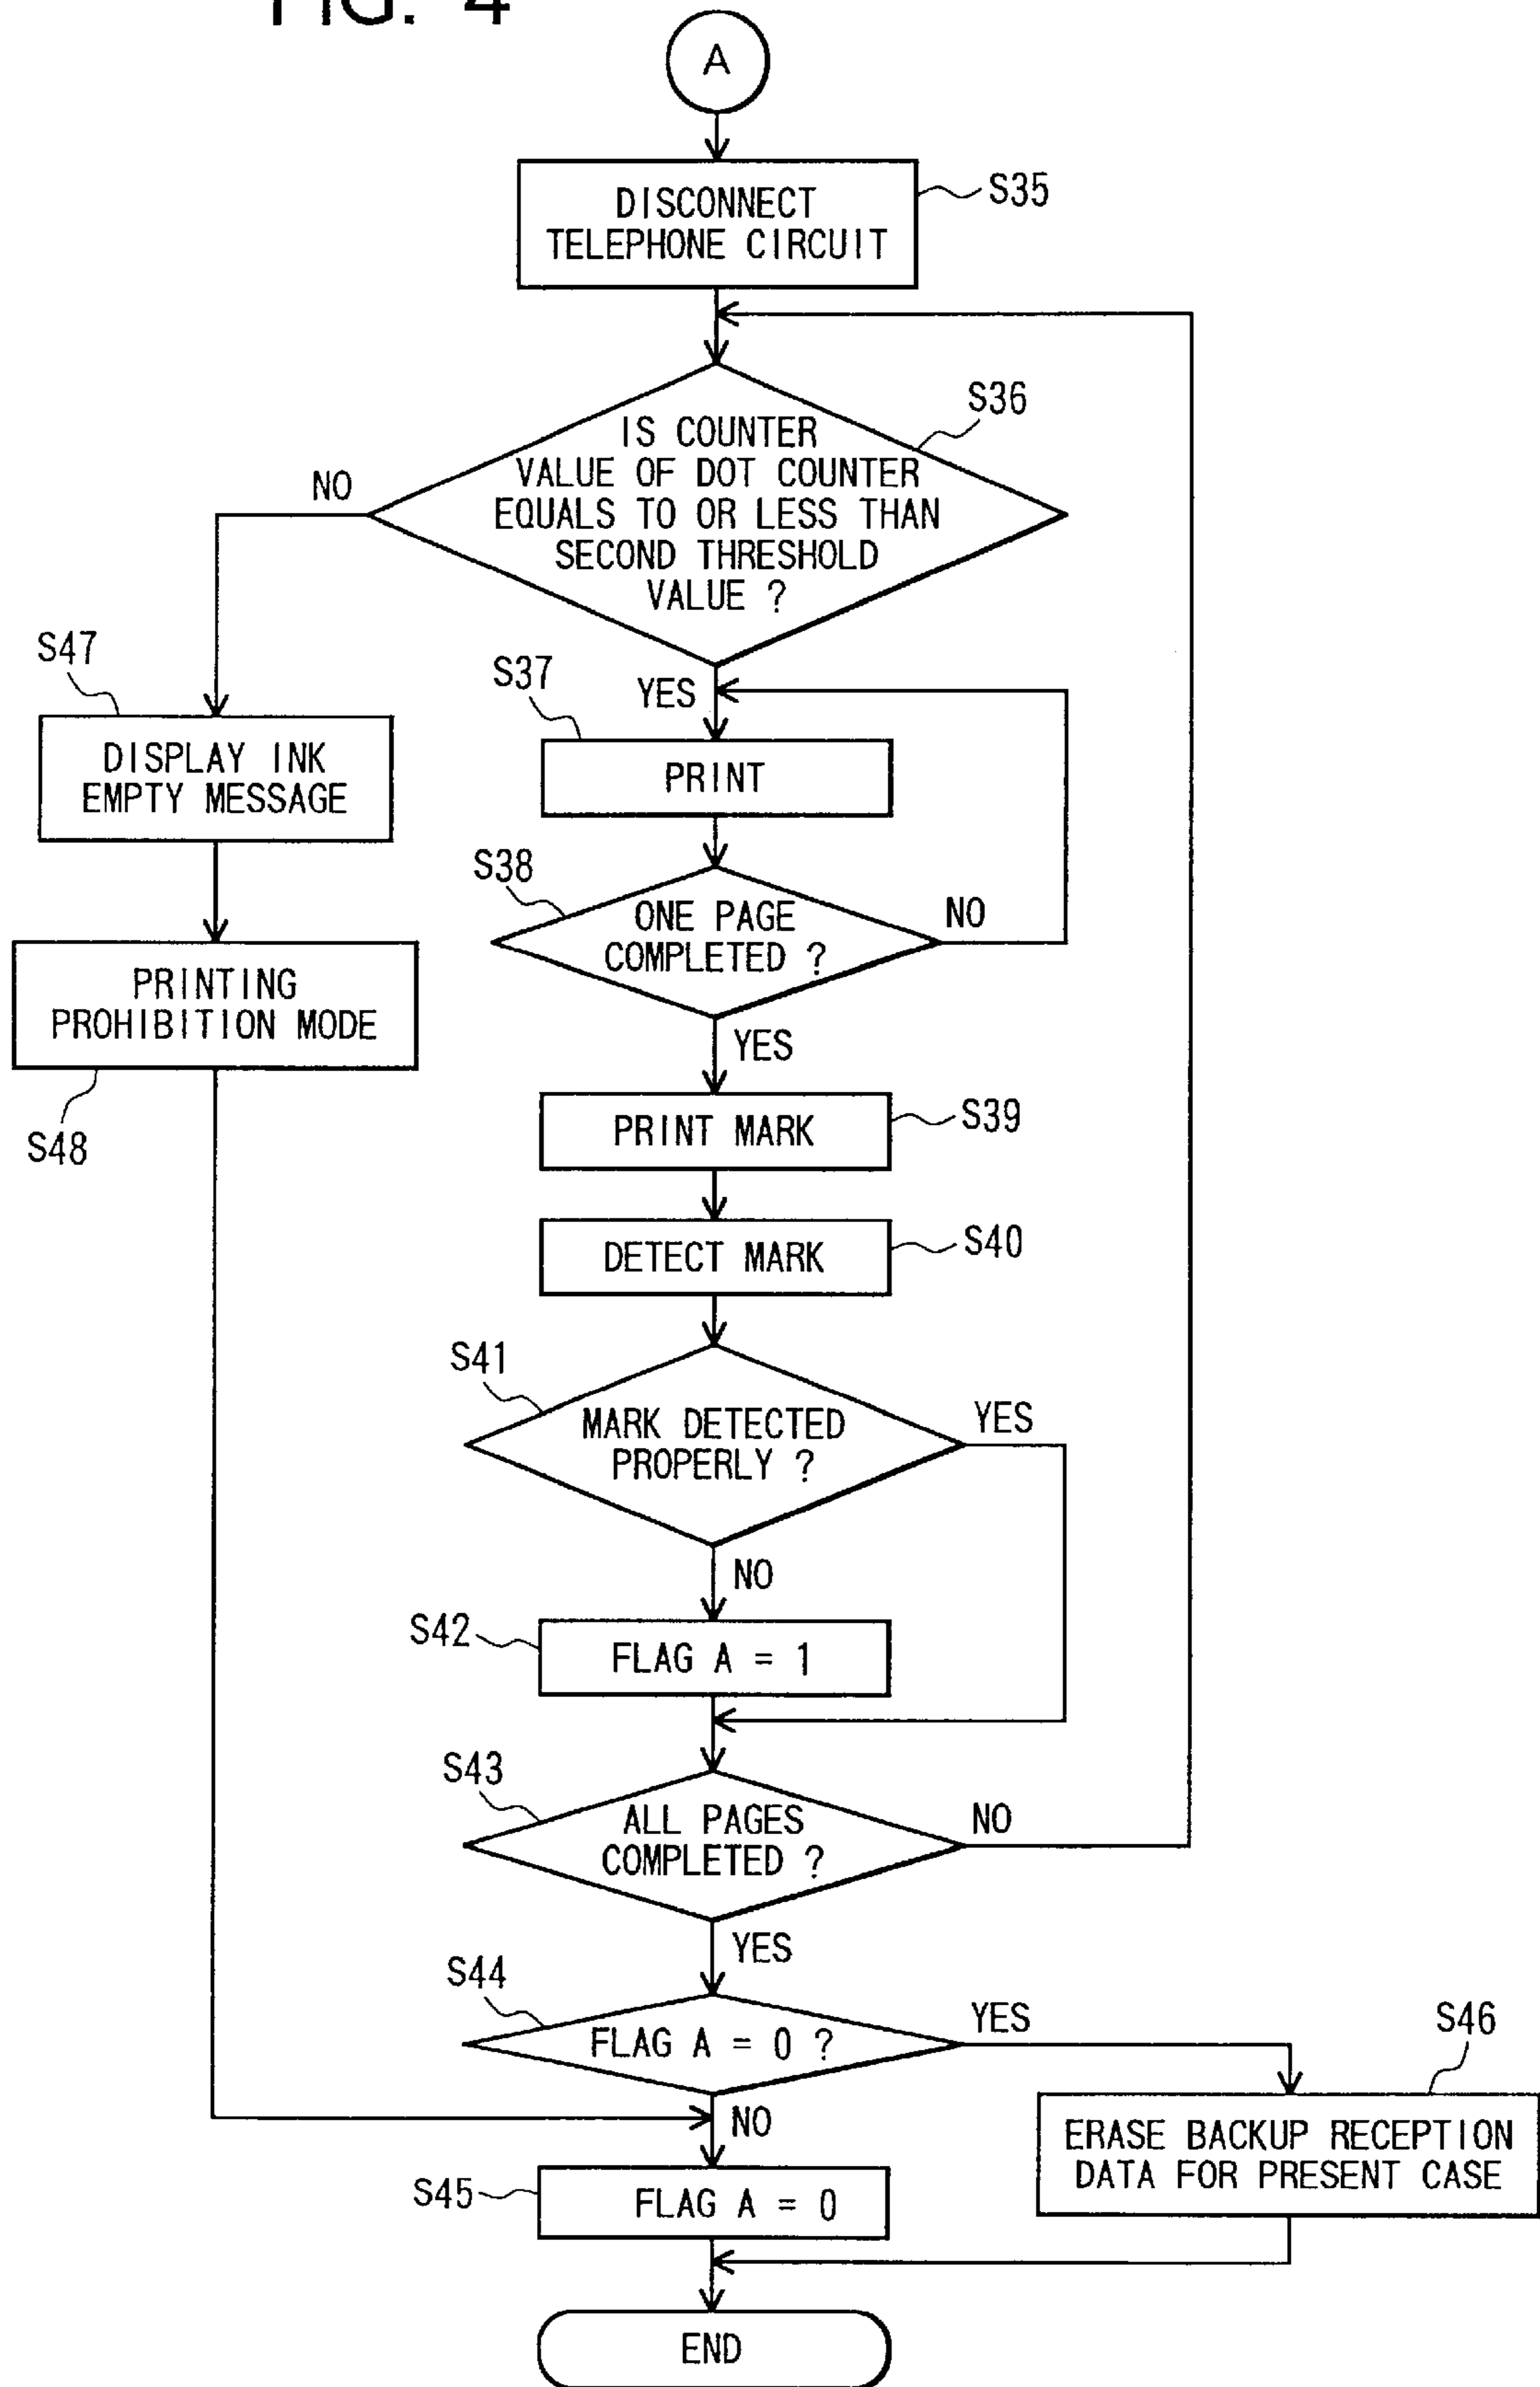 FIG. 4
A
DISCONNECT
TELEPHONE CIRCUIT
S35
IS COUNTER
VALUE OF DOT COUNTER
EQUALS TO OR LESS THAN
SECOND THRESHOLD
VALUE ?
S36
NO
YES
S47
DISPLAY INK
EMPTY MESSAGE
S37
PRINT
S38
ONE PAGE
COMPLETED ?
NO
YES
PRINTING
PROHIBITION MODE
S48
PRINT MARK
S39
DETECT MARK
S40
S41
MARK DETECTED
PROPERLY ?
YES
NO
S42
FLAG A = 1
S43
ALL PAGES
COMPLETED ?
NO
YES
S44
FLAG A = 0 ?
YES
NO
S46
ERASE BACKUP RECEPTION
DATA FOR PRESENT CASE
S45
FLAG A = 0
END